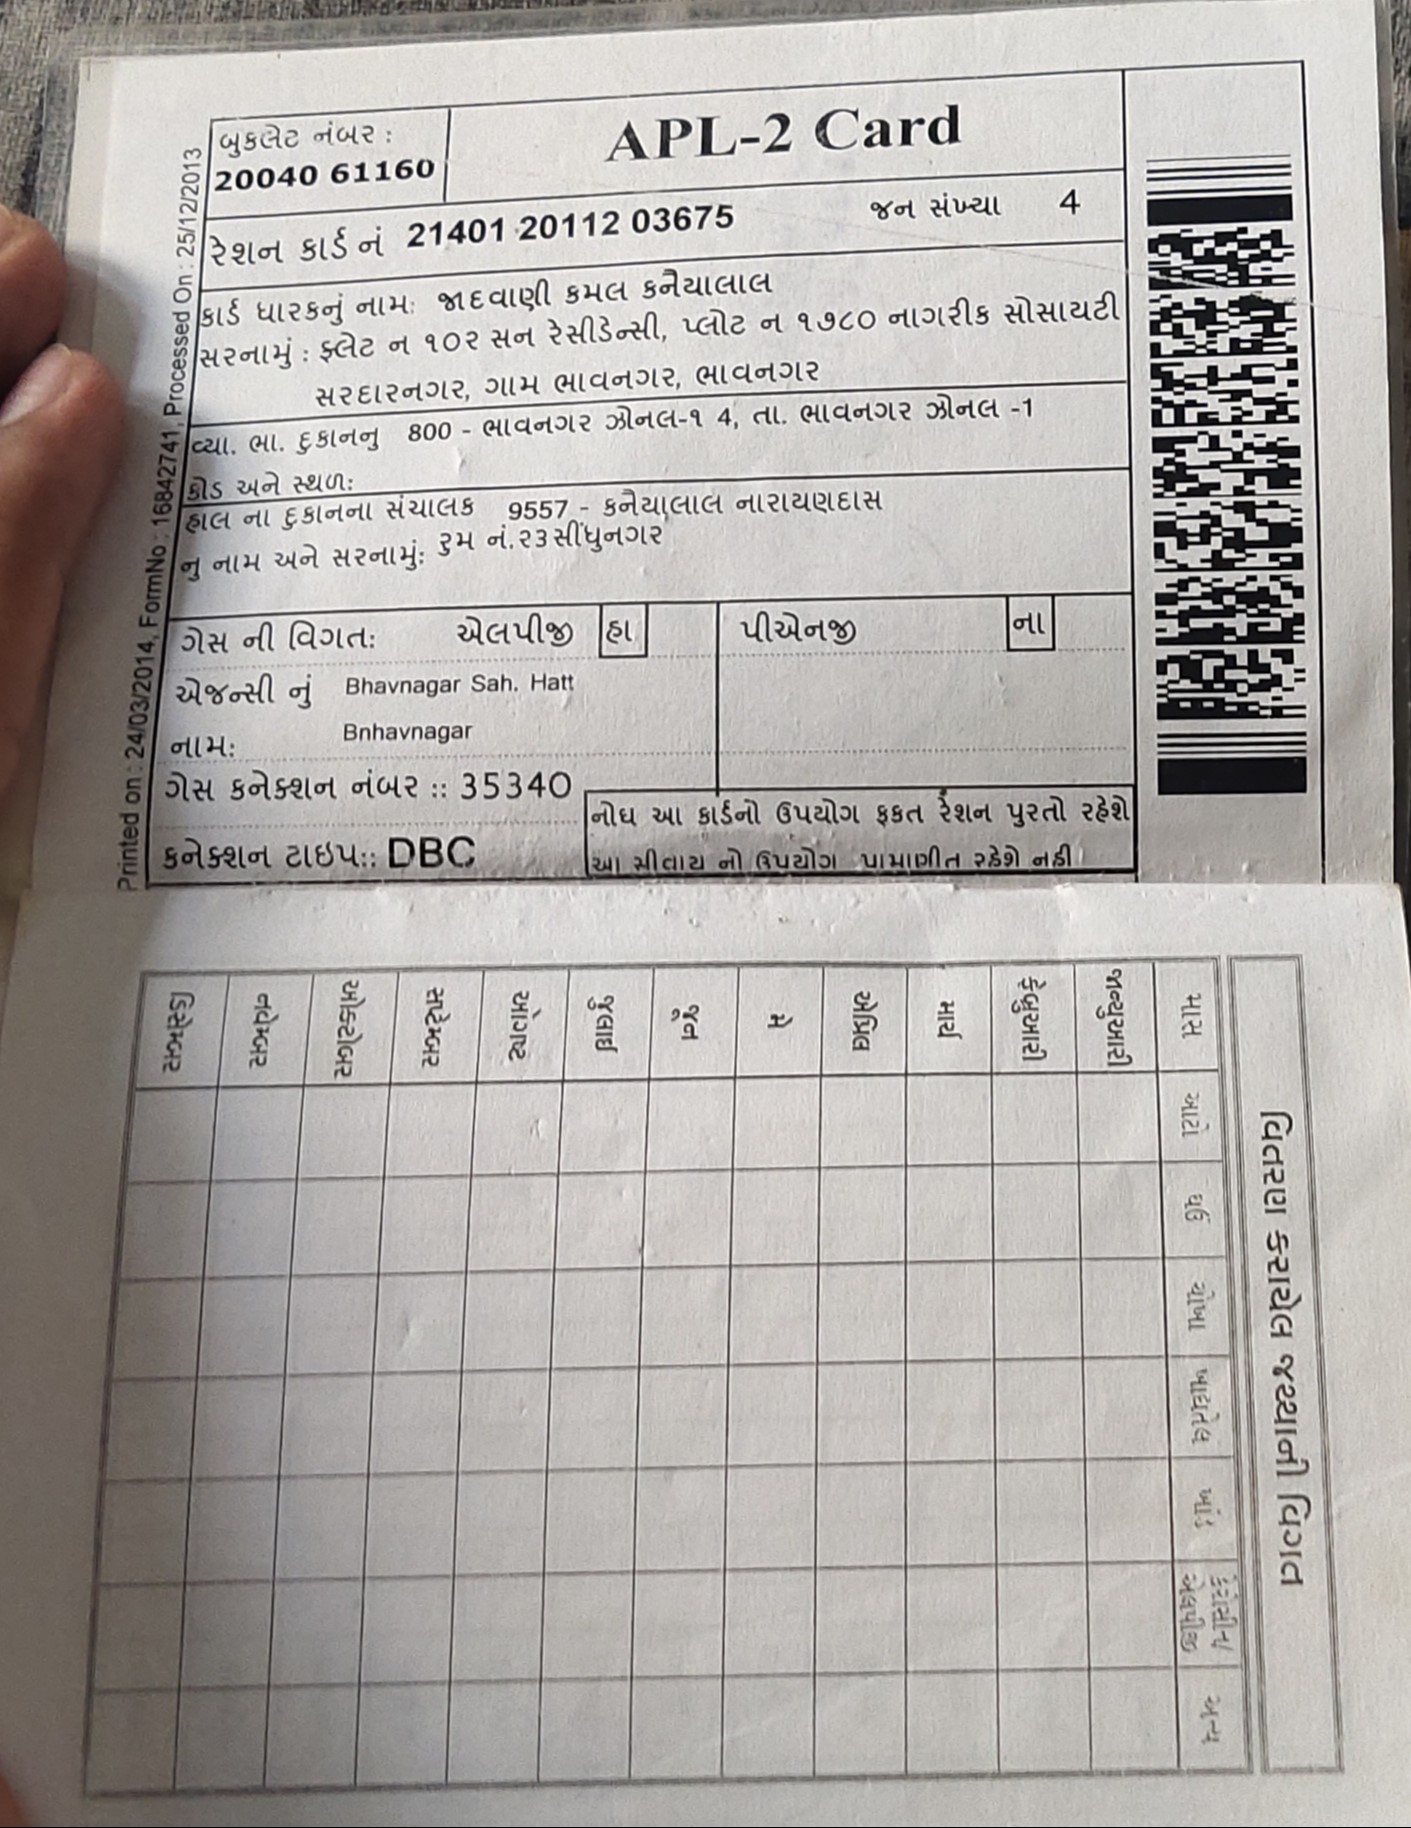 બુકલેટ નંબર :
20040 61160
APL-2 Card
રેશન કાર્ડ નં 21401 20112 03675 જન સંખ્યા 4
કાર્ડ ધારકનું નામ: જાદવાણી કમલ કનૈયાલાલ
સરનામું : ફ્લેટ ન ૧૦૨ સન રેસીડેન્સી, પ્લોટ ન ૧૭૮૦ નાગરીક સોસાયટી
સરદારનગર, ગામ ભાવનગર, ભાવનગર
વ્યા. ભા. દુકાનનુ 800 - ભાવનગર ઝોનલ-૧ 4, તા. ભાવનગર ઝોનલ -1
કોડ અને સ્થળ:
હાલ ના દુકાનના સંચાલક 9557 - કનૈયાલાલ નારાયણદાસ
નુ નામ અને સરનામું: રુમ નં.૨૩સીંધુનગર
ગેસ ની વિગત: એલપીજી હા પીએનજી ના
એજન્સી નું Bhavnagar Sah. Hatt
નામ: Bnhavnagar
ગેસ કનેક્શન નંબર :: 35340
કનેક્શન ટાઇપ:: DBC
નોધ આ કાર્ડનો ઉપયોગ ફકત રેશન પુરતો રહેશે
આ સીવાય નો ઉપયોગ પામાણીત રહેશે નહી
Printed on : 24/03/2014, FormNo : 16842741, Processed On : 25/12/2013
વિતરણ કરાયેલ જથ્થાની વિગત
માસ આટો ઘઉં ચોખા ખાદ્યતેલ ખાંડ કેરોસીન/ એલપીજી અન્ય
જાન્યુઆરી
ફેબ્રુઆરી
માર્ચ
એપ્રિલ
મે
જૂન
જુલાઈ
ઓગષ્ટ
સપ્ટેમ્બર
ઓકટોબર
નવેમ્બર
ડિસેમ્બર